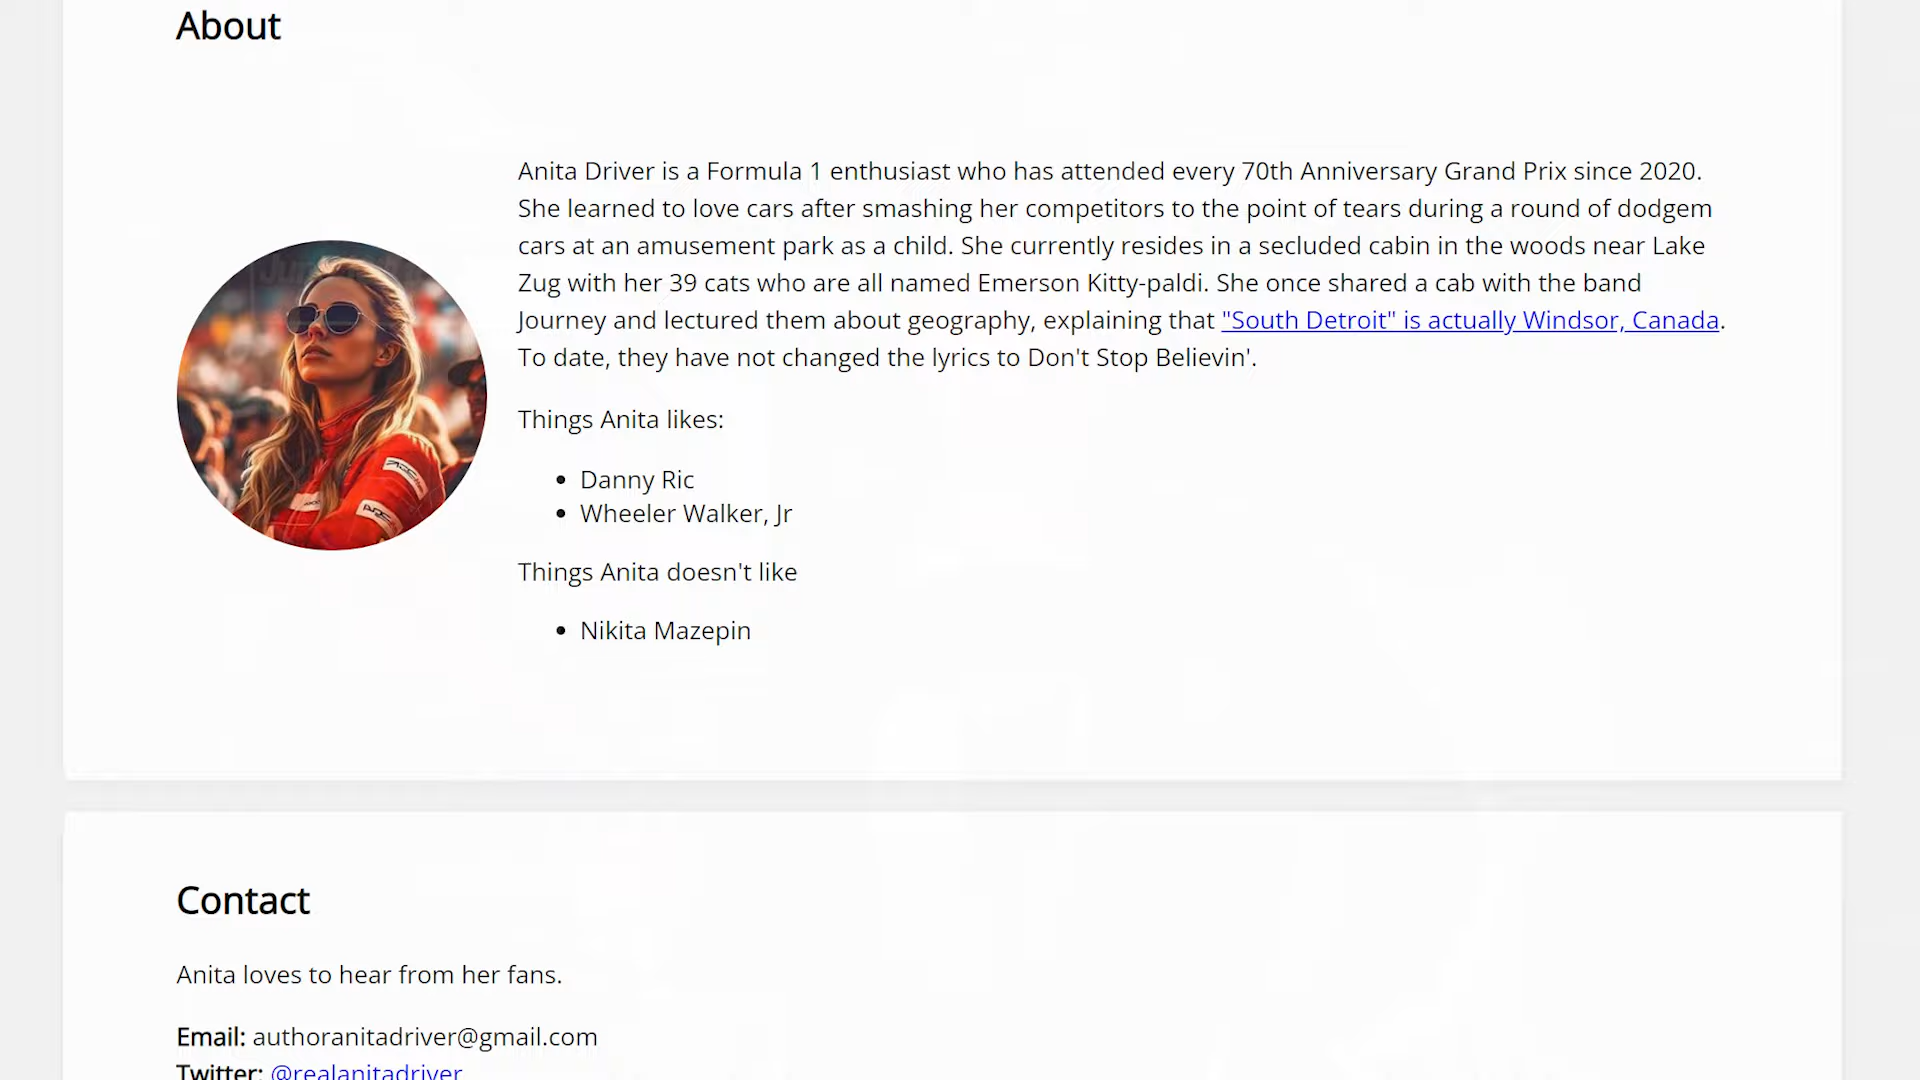 About
Anita Driver is a Formula 1 enthusiast who has attended every 70th Anniversary Grand Prix since 2020.
She learned to love cars after smashing her competitors to the point of tears during a round of dodgem
cars at an amusement park as a child. She currently resides in a secluded cabin in the woods near Lake
Zug with her 39 cats who are all named Emerson Kitty-paldi. She once shared a cab with the band
Journey and lectured them about geography, explaining that "South Detroit" is actually Windsor, Canada.
To date, they have not changed the lyrics to Don't Stop Believin'.
Things Anita likes:
• Danny Ric
• Wheeler Walker, Jr
Things Anita doesn't like
• Nikita Mazepin
Contact
Anita loves to hear from her fans.
Email: authoranitadriver@gmail.com
Twitter: @realanitadriver